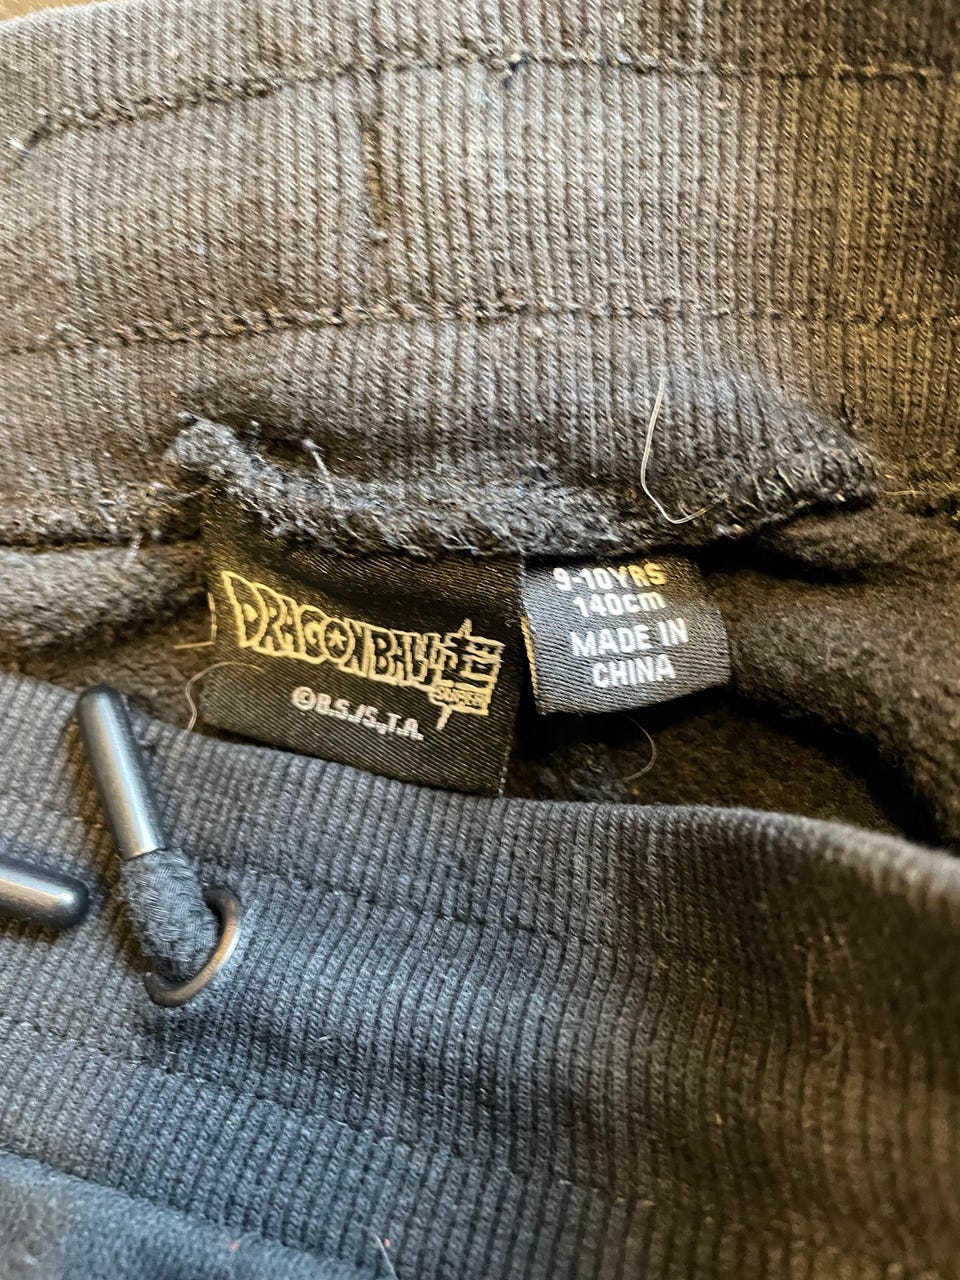 DRAGONBALL超
SUPER
©B.S./S.,T.A.
9-10YRS
140cm
MADE IN
CHINA